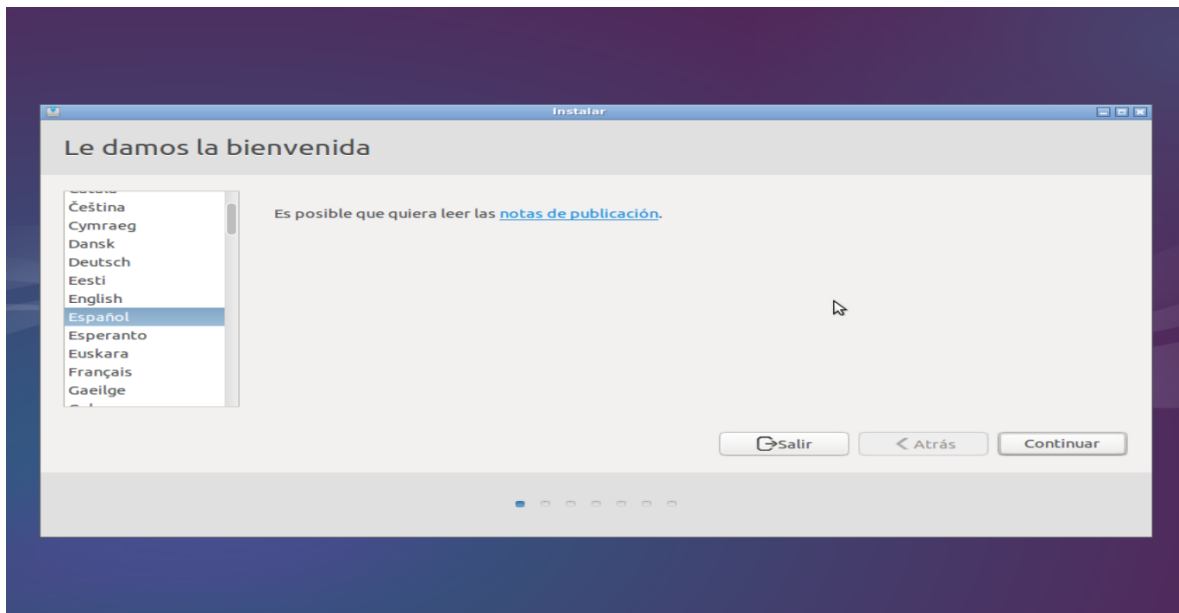 Instalar
Le damos la bienvenida
Čeština
Cymraeg
Dansk
Deutsch
Eesti
English
Español
Esperanto
Euskara
Français
Gaeilge
Es posible que quiera leer las notas de publicación.
Salir
Atrás
Continuar